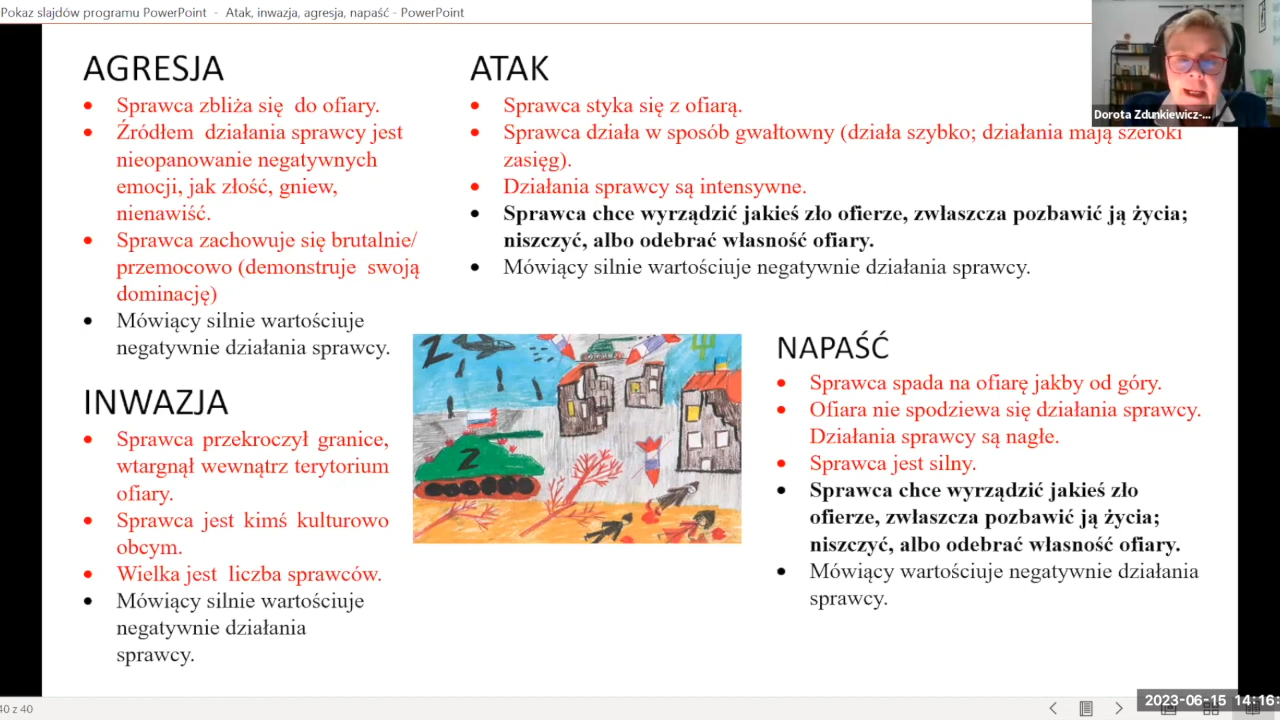 Pokaz slajdów programu PowerPoint - Atak, inwazja, agresja, napaść - PowerPoint
Dorota Zdunkiewicz-...
AGRESJA
• Sprawca zbliża się do ofiary.
• Źródłem działania sprawcy jest
nieopanowanie negatywnych
emocji, jak złość, gniew,
nienawiść.
• Sprawca zachowuje się brutalnie/
przemocowo (demonstruje swoją
dominację)
• Mówiący silnie wartościuje
negatywnie działania sprawcy.
ATAK
• Sprawca styka się z ofiarą.
• Sprawca działa w sposób gwałtowny (działa szybko; działania mają szeroki
zasięg).
• Działania sprawcy są intensywne.
• Sprawca chce wyrządzić jakieś zło ofierze, zwłaszcza pozbawić ją życia;
niszczyć, albo odebrać własność ofiary.
• Mówiący silnie wartościuje negatywnie działania sprawcy.
INWAZJA
• Sprawca przekroczył granice,
wtargnął wewnątrz terytorium
ofiary.
• Sprawca jest kimś kulturowo
obcym.
• Wielka jest liczba sprawców.
• Mówiący silnie wartościuje
negatywnie działania
sprawcy.
Z
Z
NAPAŚĆ
• Sprawca spada na ofiarę jakby od góry.
• Ofiara nie spodziewa się działania sprawcy.
Działania sprawcy są nagłe.
• Sprawca jest silny.
• Sprawca chce wyrządzić jakieś zło
ofierze, zwłaszcza pozbawić ją życia;
niszczyć, albo odebrać własność ofiary.
• Mówiący wartościuje negatywnie działania
sprawcy.
40 z 40
2023-06-15 14:16: